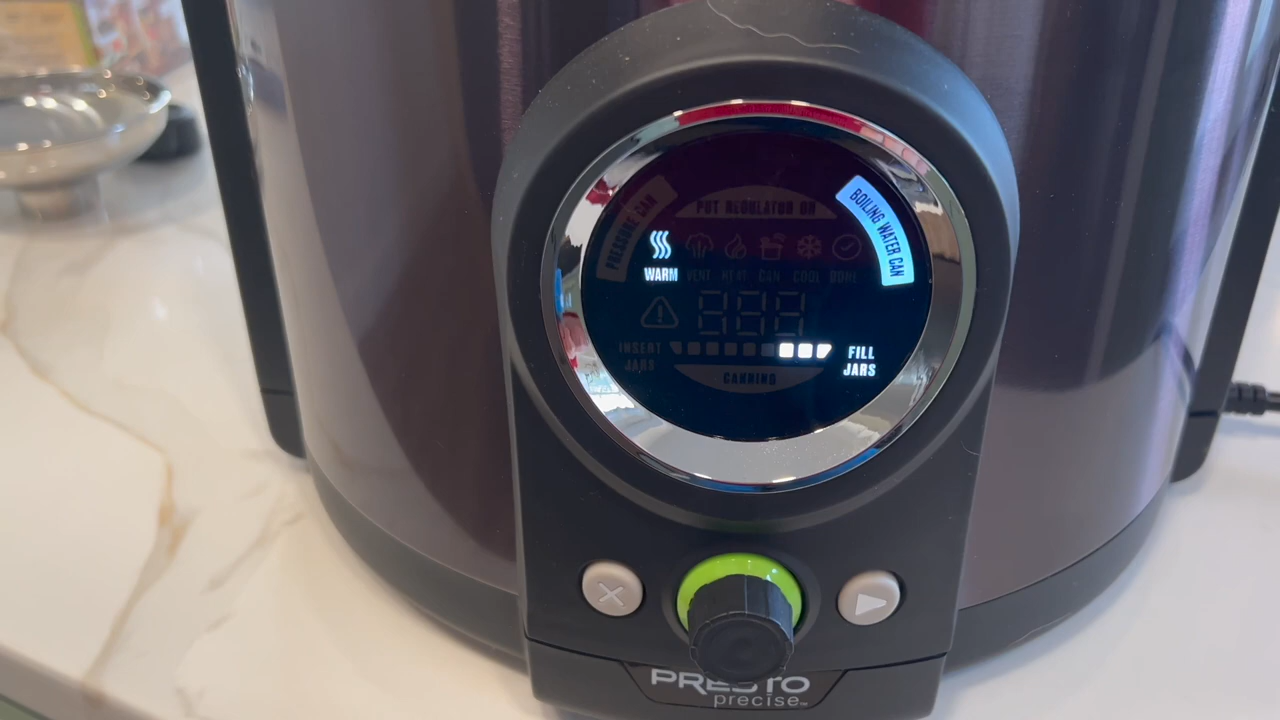 PRESSURE CAN
PUT REGULATOR ON
BOILING WATER CAN
WARM VENT HEAT CAN COOL DONE
888
INSERT
JARS
FILL
JARS
CANNING
PRESTO
precise™